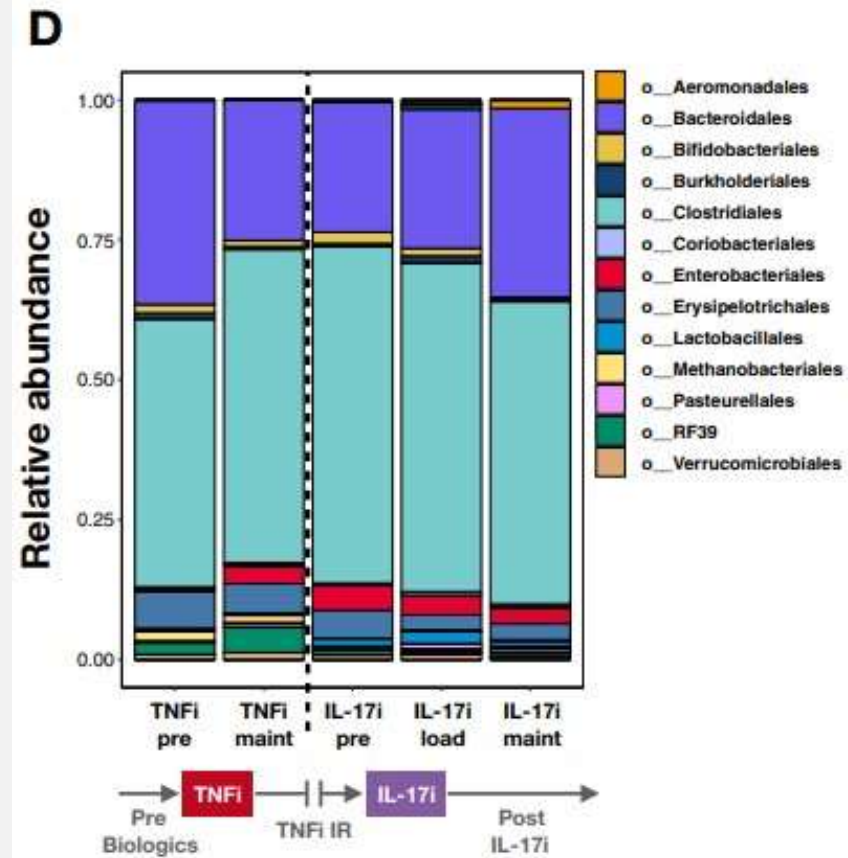 D
Relative abundance
1.00
0.75
0.50
0.25
0.00
o__Aeromonadales
o__Bacteroidales
o__Bifidobacteriales
o__Burkholderiales
o__Clostridiales
o__Coriobacteriales
o__Enterobacteriales
o__Erysipelotrichales
o__Lactobacillales
o__Methanobacteriales
o__Pasteurellales
o__RF39
o__Verrucomicrobiales
TNFi TNFi IL-17i IL-17i IL-17i
pre maint pre load maint
TNFi IL-17i
Pre TNFi IR Post
Biologics IL-17i